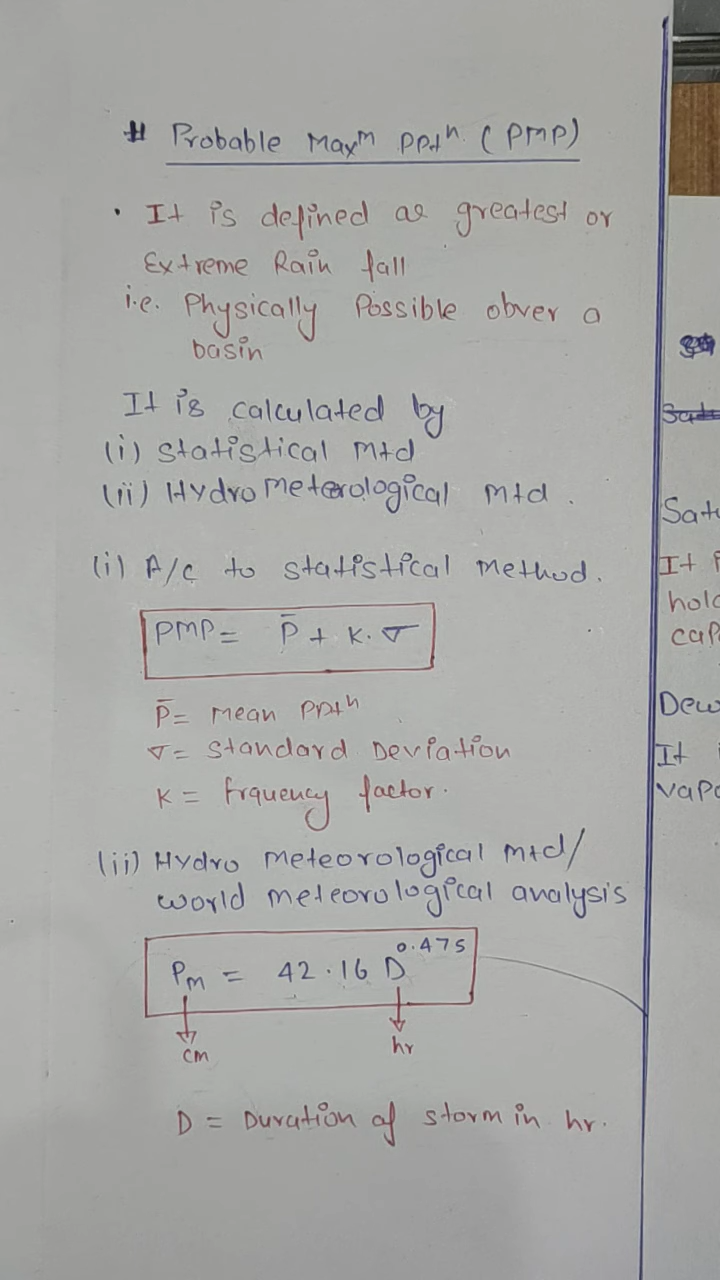 # Probable Maxᵐ PPtʰ (PMP)
• It is defined as greatest or
Extreme Rain fall
i.e. Physically Possible obver a
basin
It is calculated by
(i) Statistical Mtd
(ii) Hydro Meterological Mtd.
(i) A/c to statistical Method.
PMP = P̄ + K.σ
P̄ = Mean PPtʰ
σ = Standard Deviation
K = frquency factor.
(ii) Hydro meteorological mtd/
world meteorological analysis
Pₘ = 42.16 D^0.475
cm hr
D = Duration of storm in hr.
Sat
It
hold
cap
Dew
It
vapo